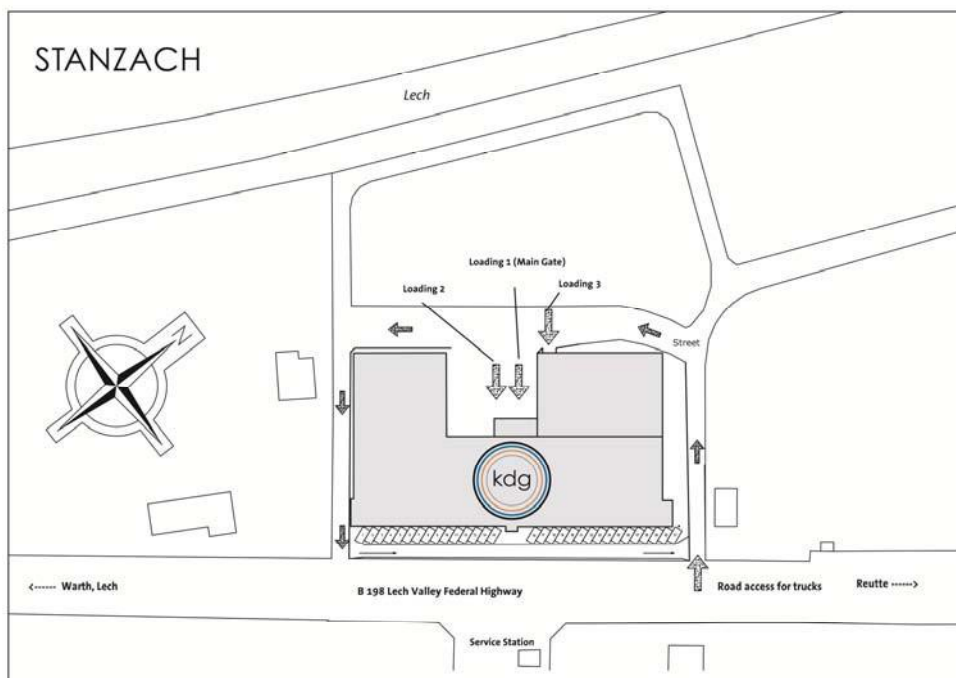 STANZACH
Lech
Loading 1 (Main Gate)
Loading 2
Loading 3
Street
N
kdg
<------ Warth, Lech
B 198 Lech Valley Federal Highway
Road access for trucks
Reutte ------>
Service Station